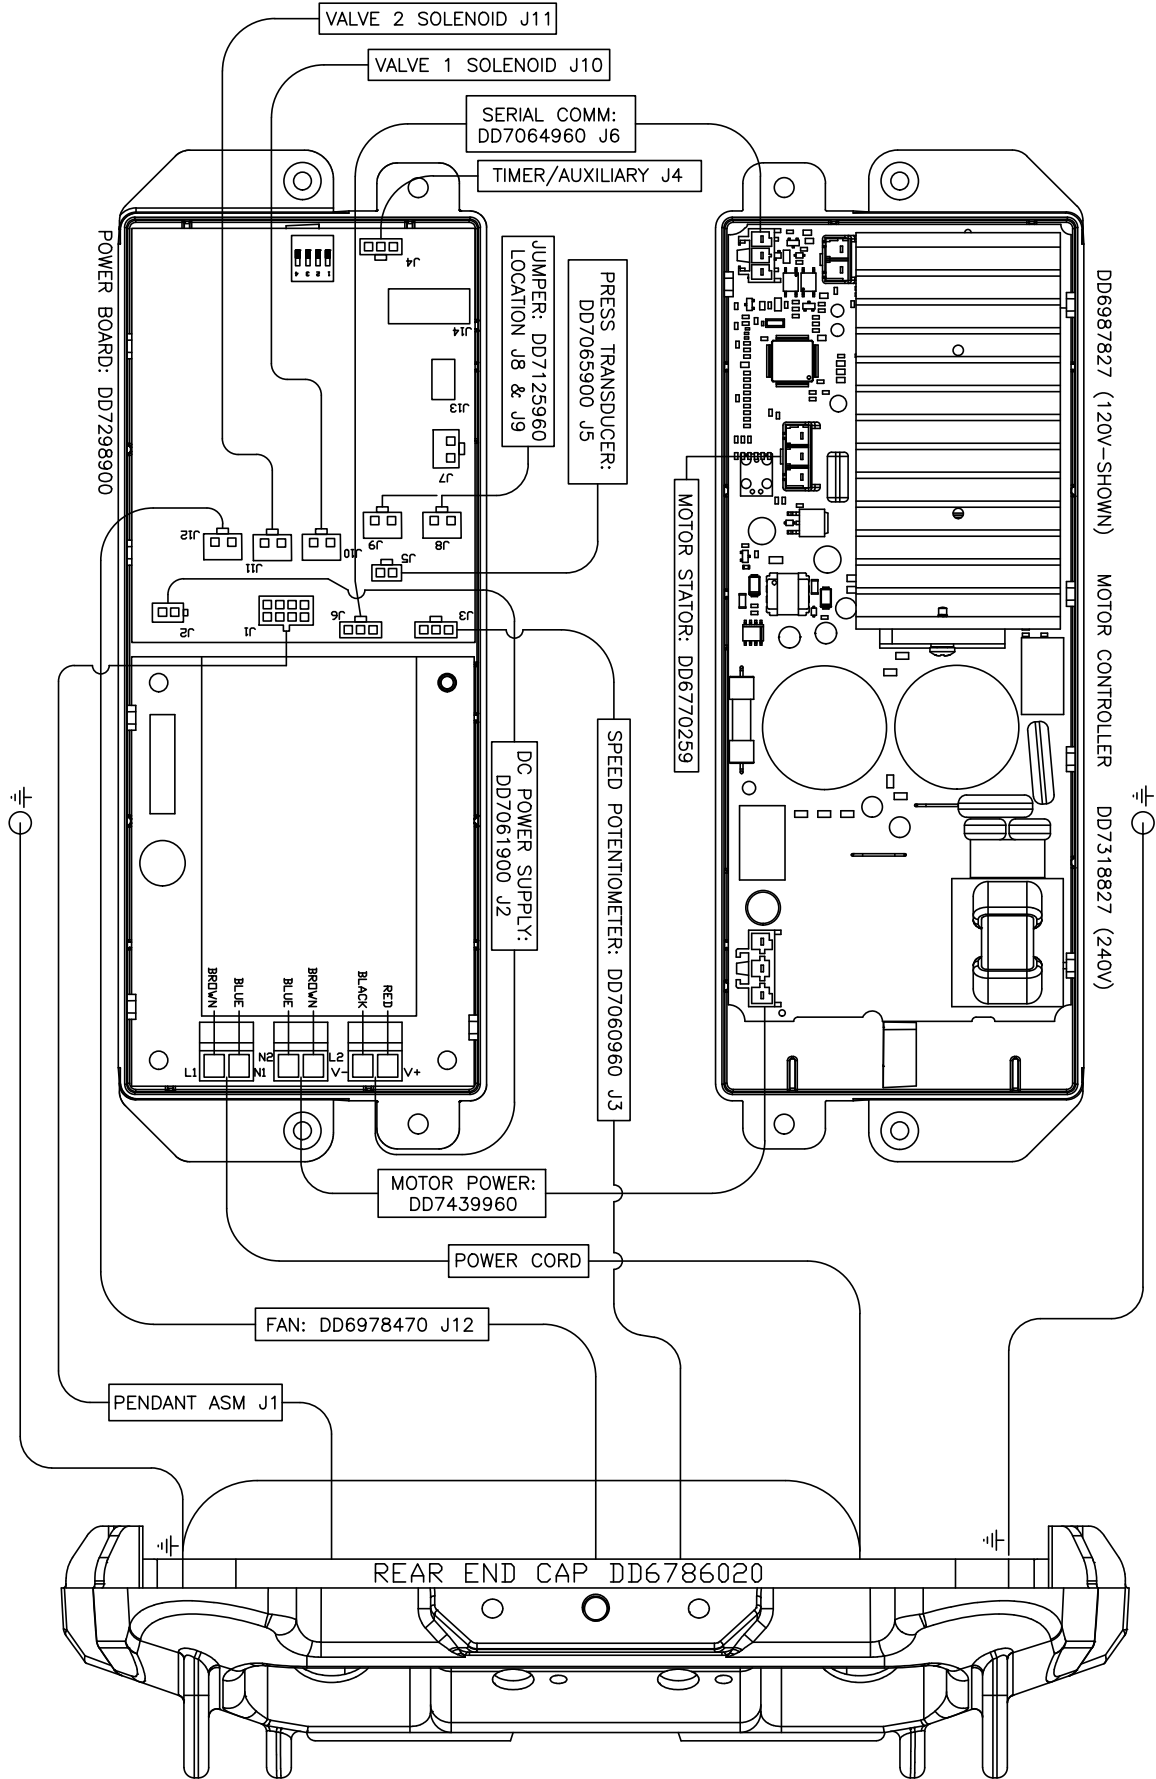 VALVE 2 SOLENOID J11
VALVE 1 SOLENOID J10
SERIAL COMM:
DD7064960 J6
TIMER/AUXILIARY J4
POWER BOARD: DD7298900
JUMPER: DD7125960
LOCATION J8 & J9
PRESS TRANSDUCER:
DD7065900 J5
DD6987827 (120V-SHOWN)
MOTOR CONTROLLER
DD7318827 (240V)
1 2 3 4
J4
J14
J13
J7
J12
J11
J10
J9
J8
J5
J2
J1
J6
J3
MOTOR STATOR: DD6770259
SPEED POTENTIOMETER: DD7060960 J3
DC POWER SUPPLY:
DD7061900 J2
BROWN
BLUE
BLUE
BROWN
BLACK
RED
L1
N1
N2
L2
V-
V+
MOTOR POWER:
DD7439960
POWER CORD
FAN: DD6978470 J12
PENDANT ASM J1
REAR END CAP DD6786020